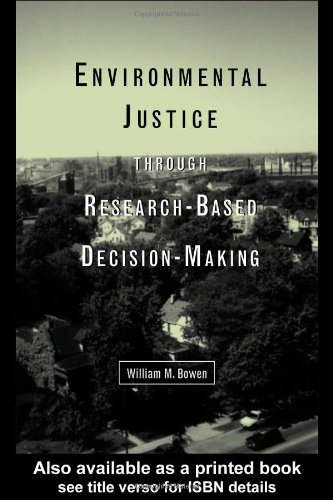 ENVIRONMENTAL
JUSTICE
THROUGH
RESEARCH-BASED
DECISION-MAKING
William M. Bowen
Also available as a printed book
see title verso for ISBN details